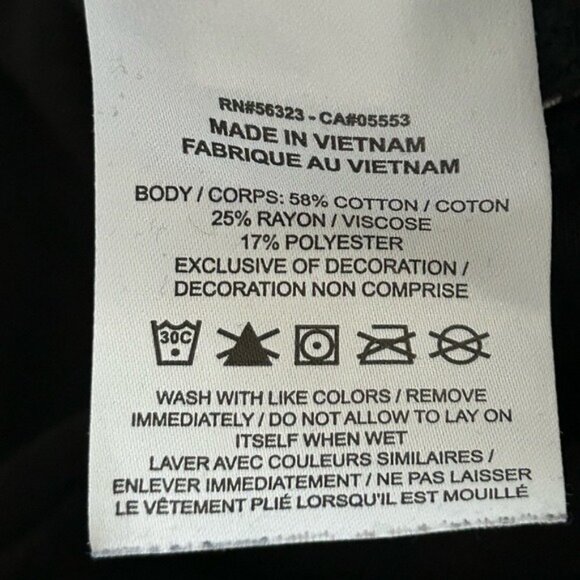 RN#56323 - CA#05553
MADE IN VIETNAM
FABRIQUE AU VIETNAM
BODY / CORPS: 58% COTTON / COTON
25% RAYON / VISCOSE
17% POLYESTER
EXCLUSIVE OF DECORATION /
DECORATION NON COMPRISE
30C
WASH WITH LIKE COLORS / REMOVE
IMMEDIATELY / DO NOT ALLOW TO LAY ON
ITSELF WHEN WET
LAVER AVEC COULEURS SIMILAIRES /
ENLEVER IMMEDIATEMENT / NE PAS LAISSER
LE VÊTEMENT PLIÉ LORSQU'IL EST MOUILLÉ